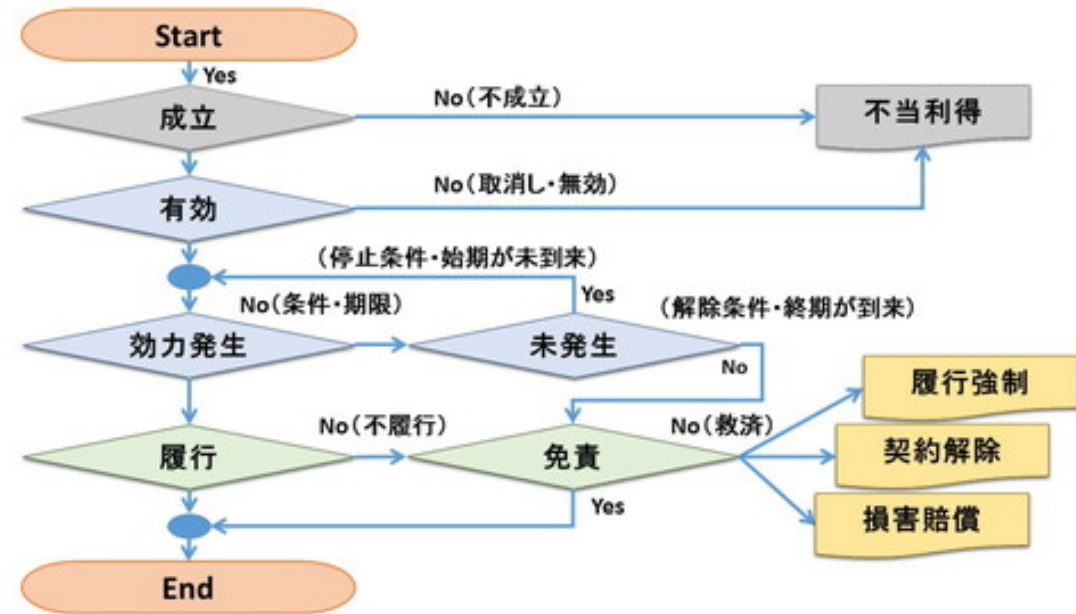 Start
Yes
成立
No(不成立)
不当利得
有効
No(取消し・無効)
(停止条件・始期が未到来)
Yes
No(条件・期限)
(解除条件・終期が到来)
効力発生
未発生
No
履行強制
No(不履行)
No(救済)
履行
免責
契約解除
Yes
損害賠償
End